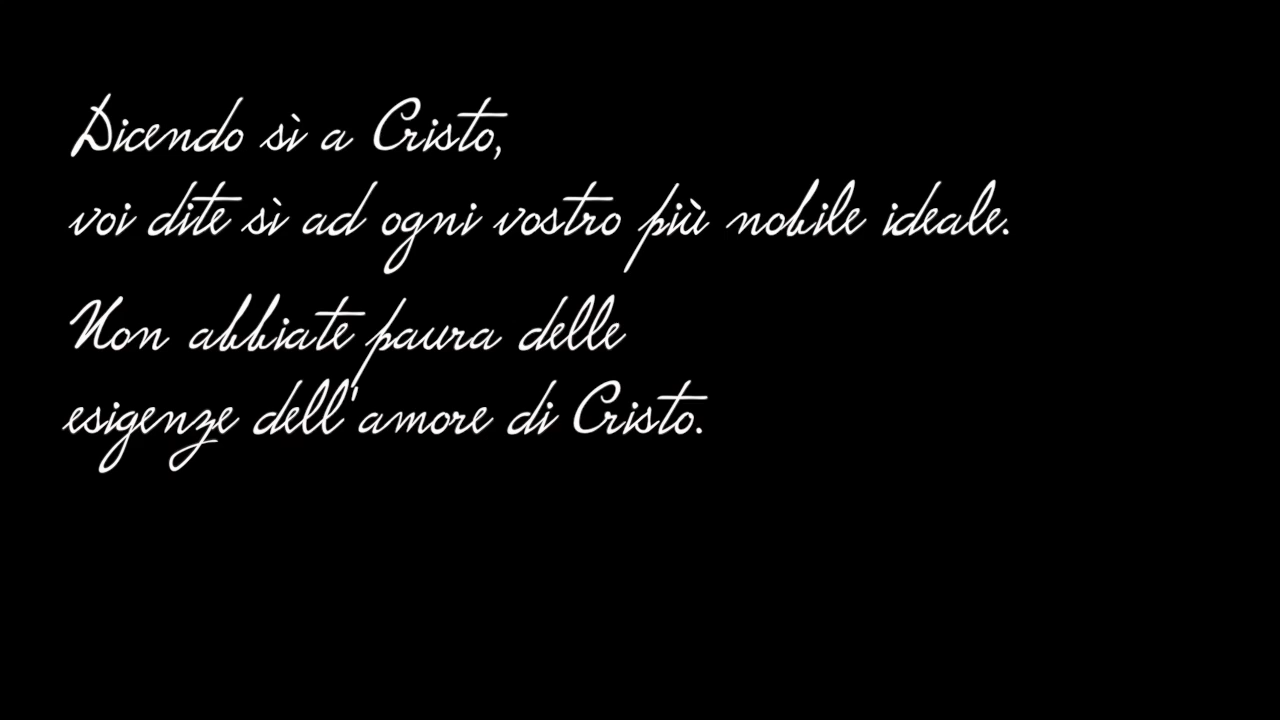 Dicendo sì a Cristo,
voi dite sì ad ogni vostro più nobile ideale.
Non abbiate paura delle
esigenze dell'amore di Cristo.